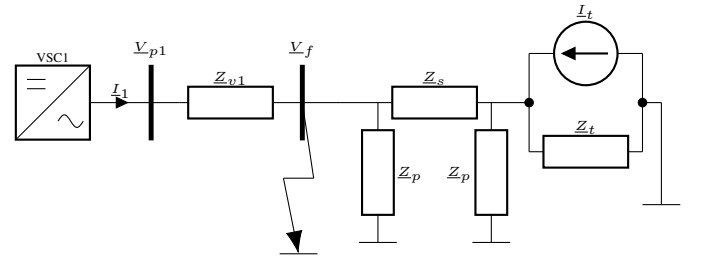 I_t
V_p1
V_f
VSC1
I_1
Z_v1
Z_s
Z_t
Z_p
Z_p